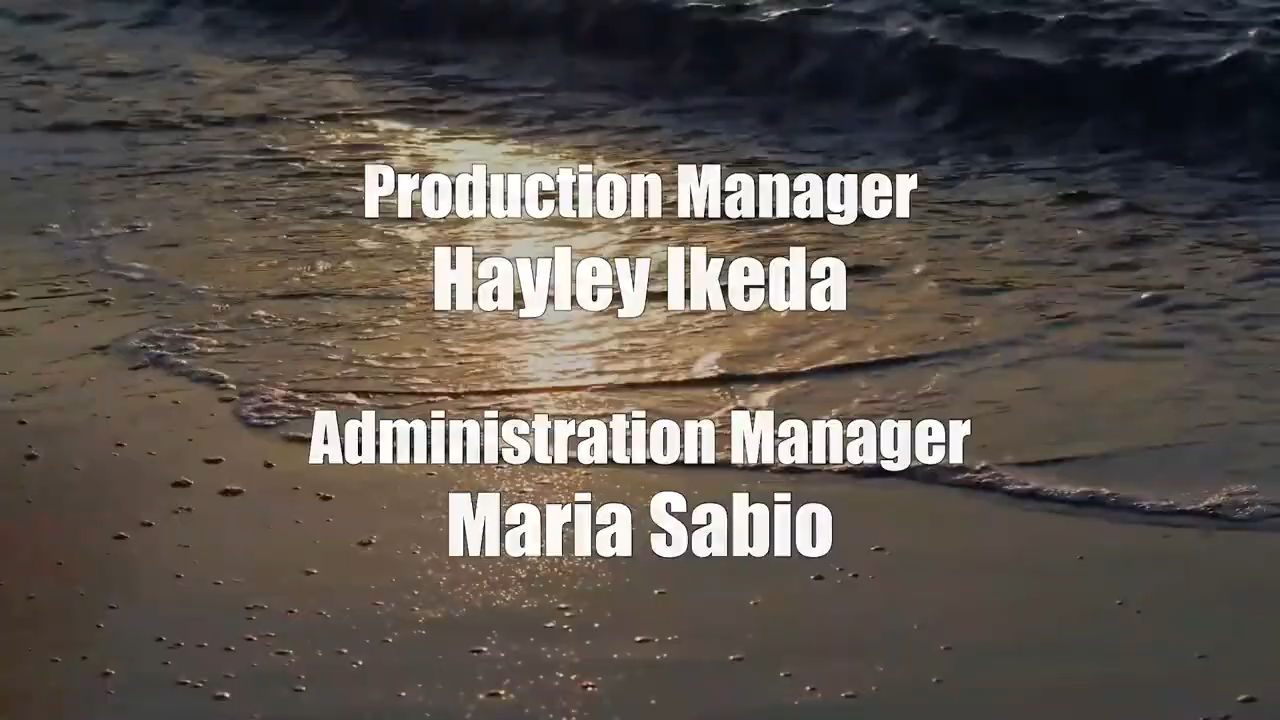 Production Manager
Hayley Ikeda
Administration Manager
Maria Sabio